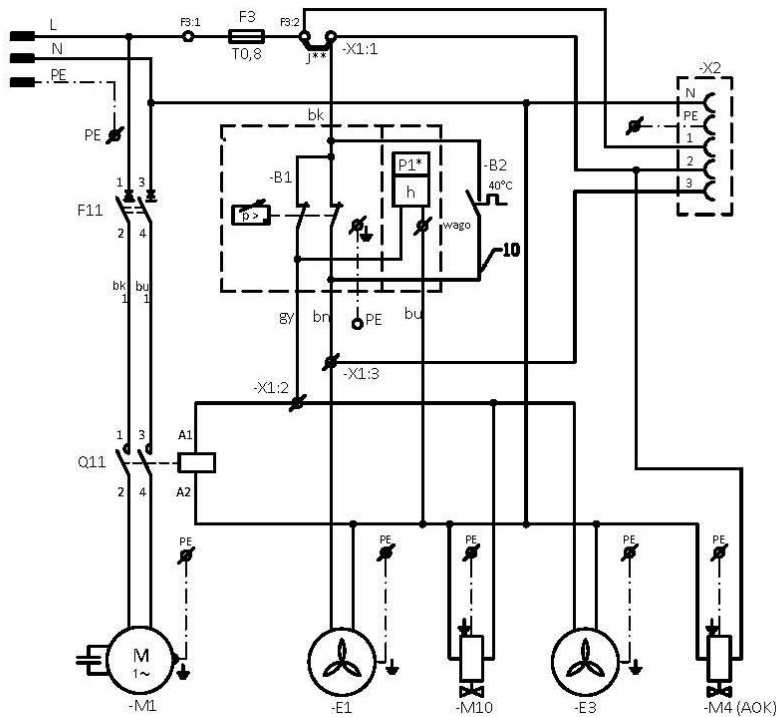 L
F3:1
F3
F3:2
T0,8
j**
-X1:1
N
PE
-X2
N
PE
1
2
3
PE
bk
-B1
P1*
h
-B2
40°C
p >
wago
1 3
F11
2 4
10
bk
1
bu
1
gy
bn
PE
bu
-X1:3
-X1:2
1 3
A1
Q11
2 4
A2
PE
PE
PE
PE
PE
M
1~
-M1
-E1
-M10
-E3
-M4 (AOK)